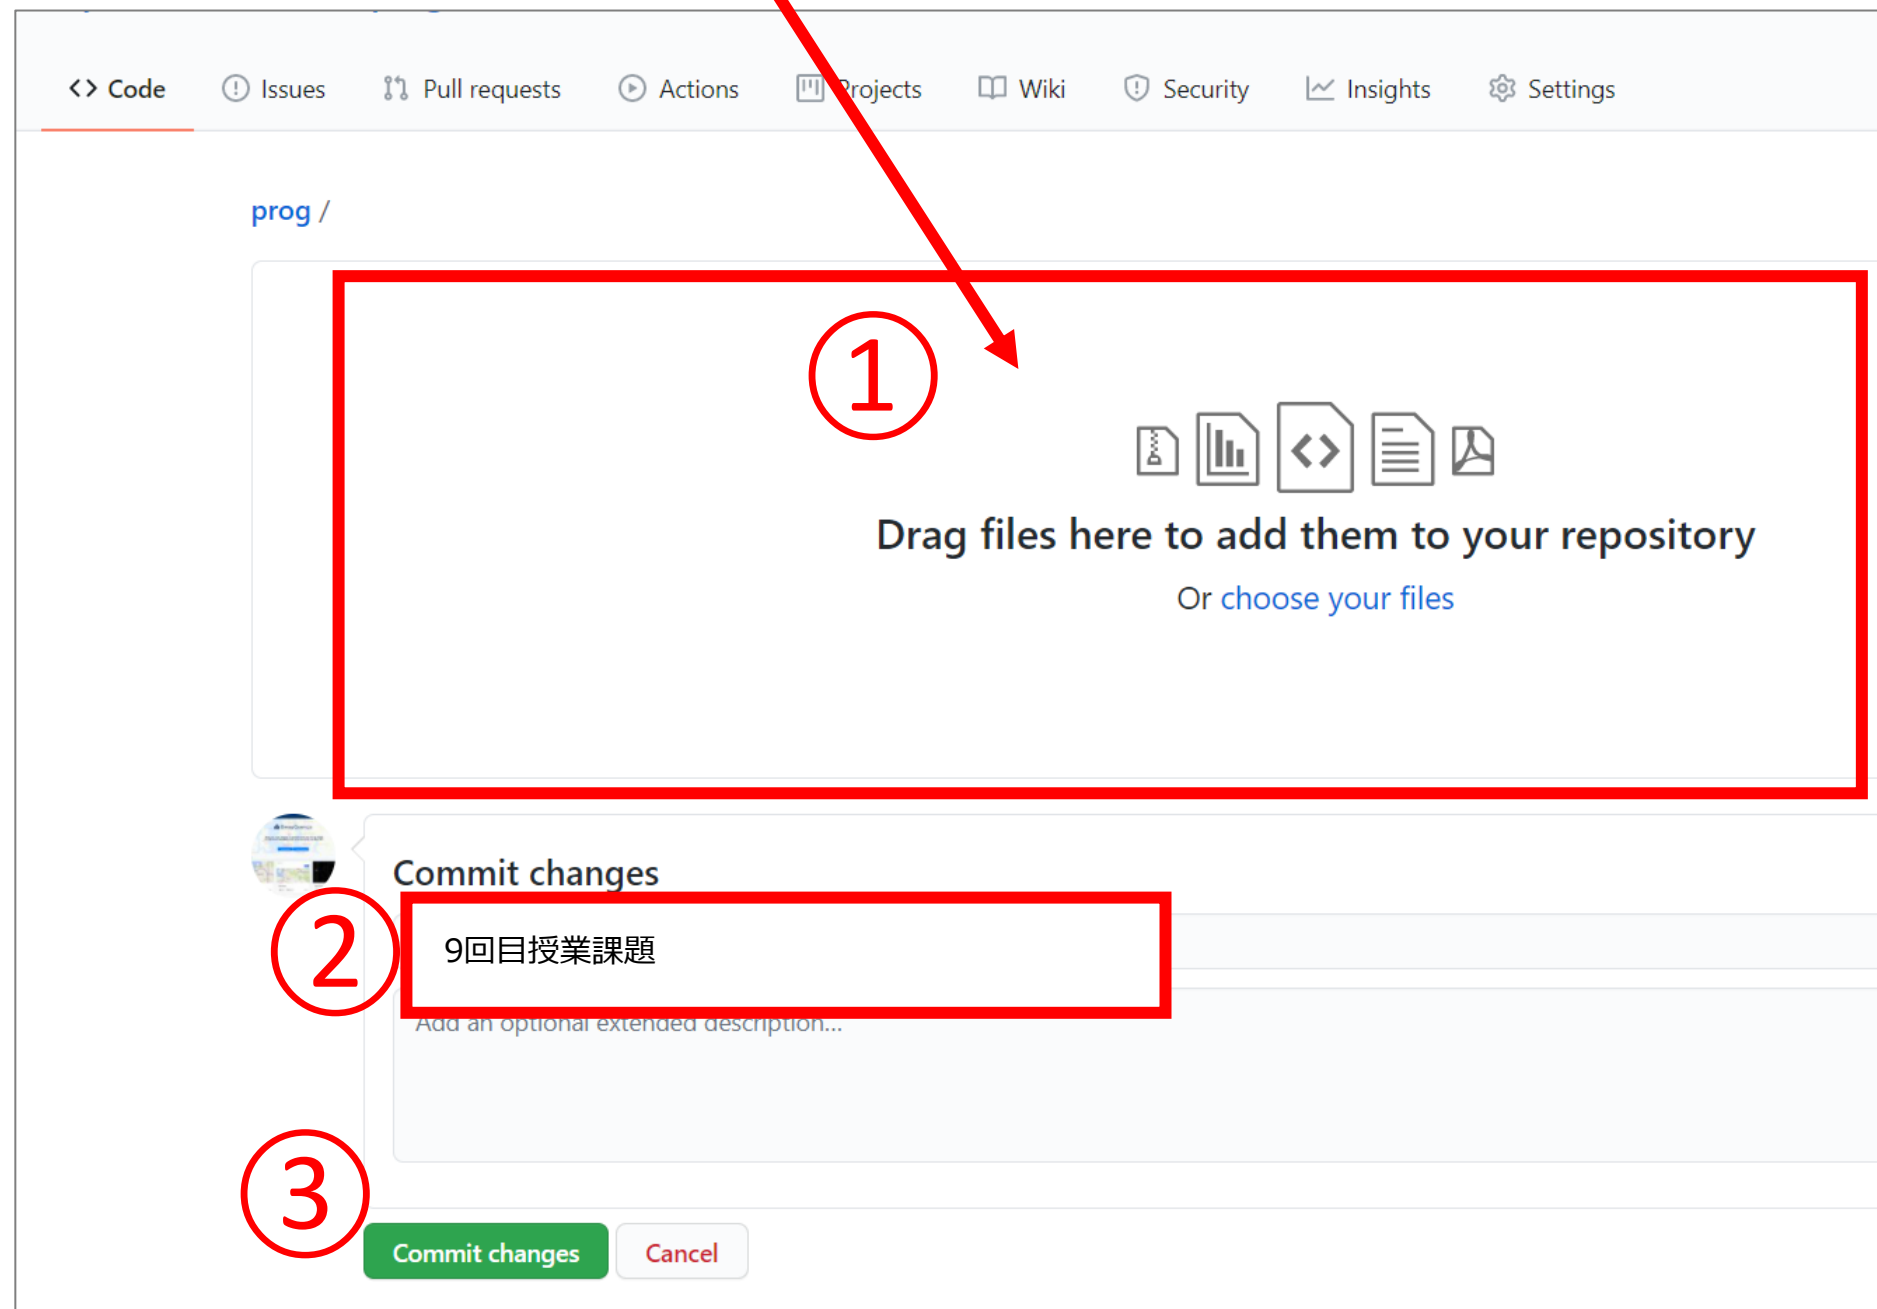 <> Code Issues Pull requests Actions Projects Wiki Security Insights Settings
prog /
①
Drag files here to add them to your repository
Or choose your files
Commit changes
②
9回目授業課題
Add an optional extended description...
③
Commit changes Cancel